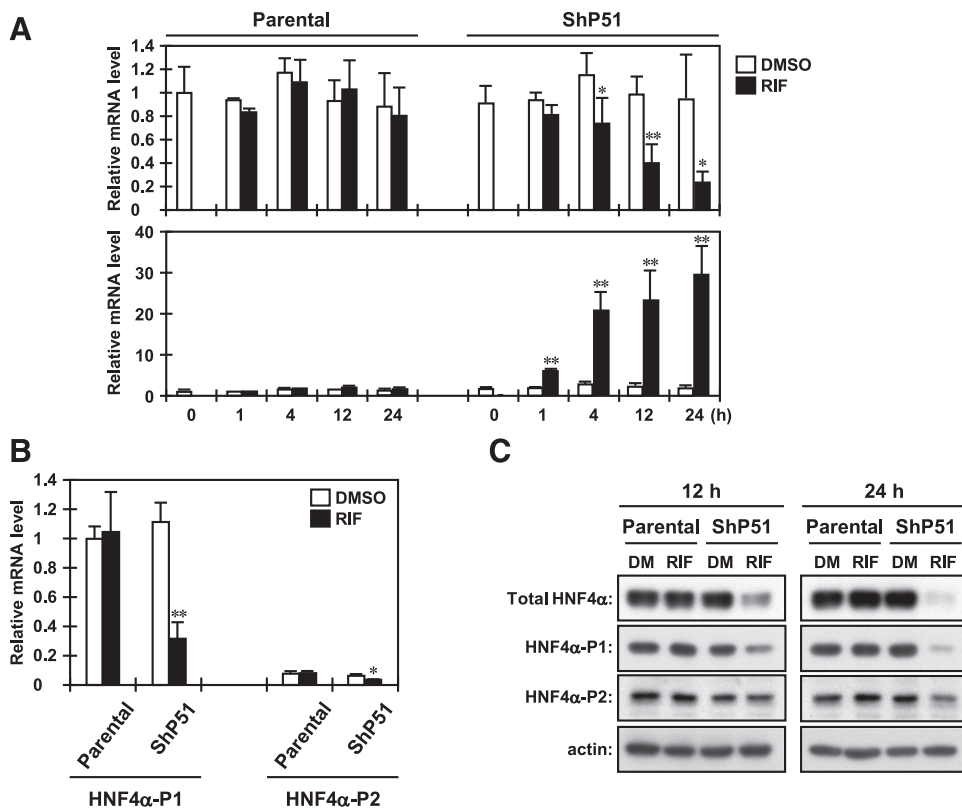 A
Parental
ShP51
DMSO
RIF
Relative mRNA level
1.4
1.2
1.0
0.8
0.6
0.4
0.2
0
*
**
*
Relative mRNA level
40
30
20
10
0
**
**
**
**
0 1 4 12 24 0 1 4 12 24 (h)
B
DMSO
RIF
Relative mRNA level
1.4
1.2
1
0.8
0.6
0.4
0.2
0
**
*
Parental ShP51 Parental ShP51
HNF4α-P1 HNF4α-P2
C
12 h 24 h
Parental ShP51 Parental ShP51
DM RIF DM RIF DM RIF DM RIF
Total HNF4α:
HNF4α-P1:
HNF4α-P2:
actin: